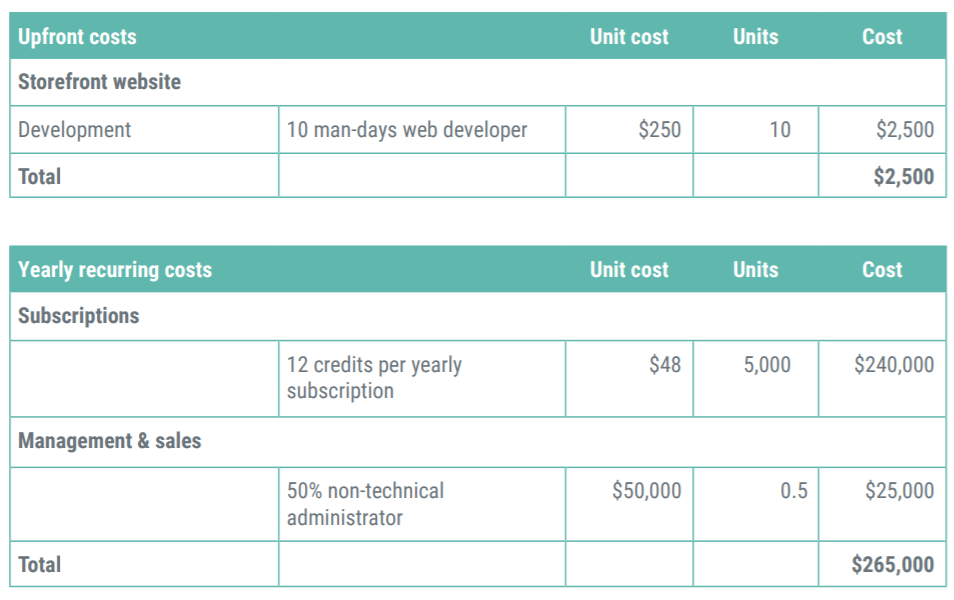 Upfront costs Unit cost Units Cost
Storefront website
Development 10 man-days web developer $250 10 $2,500
Total $2,500
Yearly recurring costs Unit cost Units Cost
Subscriptions
12 credits per yearly $48 5,000 $240,000
subscription
Management & sales
50% non-technical $50,000 0.5 $25,000
administrator
Total $265,000